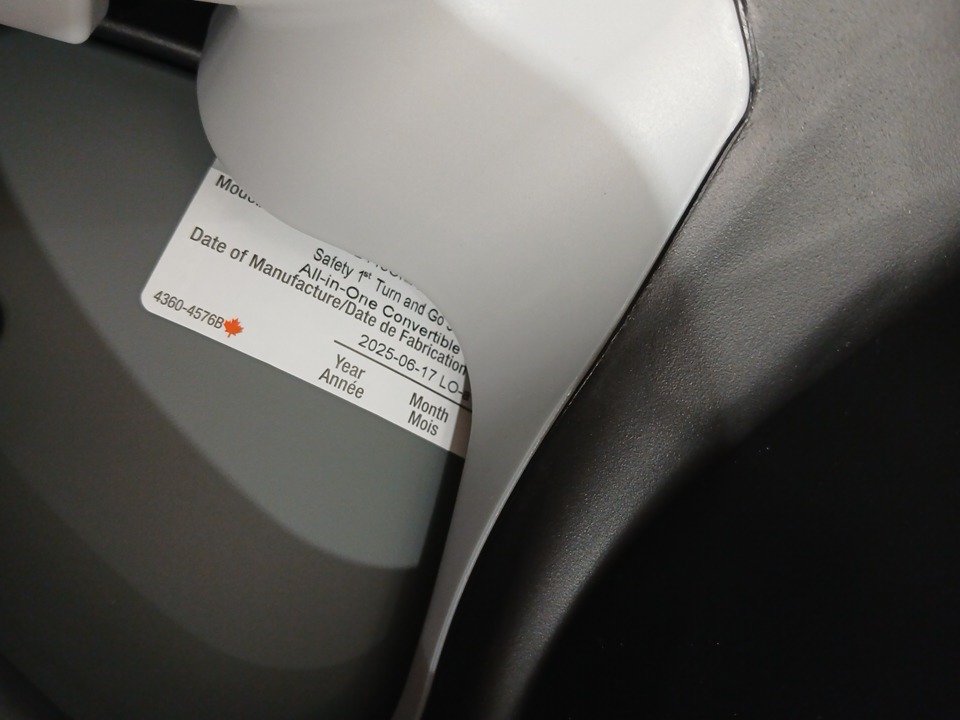 Safety 1st Turn and Go
All-in-One Convertible
Date of Manufacture/Date de Fabrication
2025-06-17
Year Month
Année Mois
4360-4576B